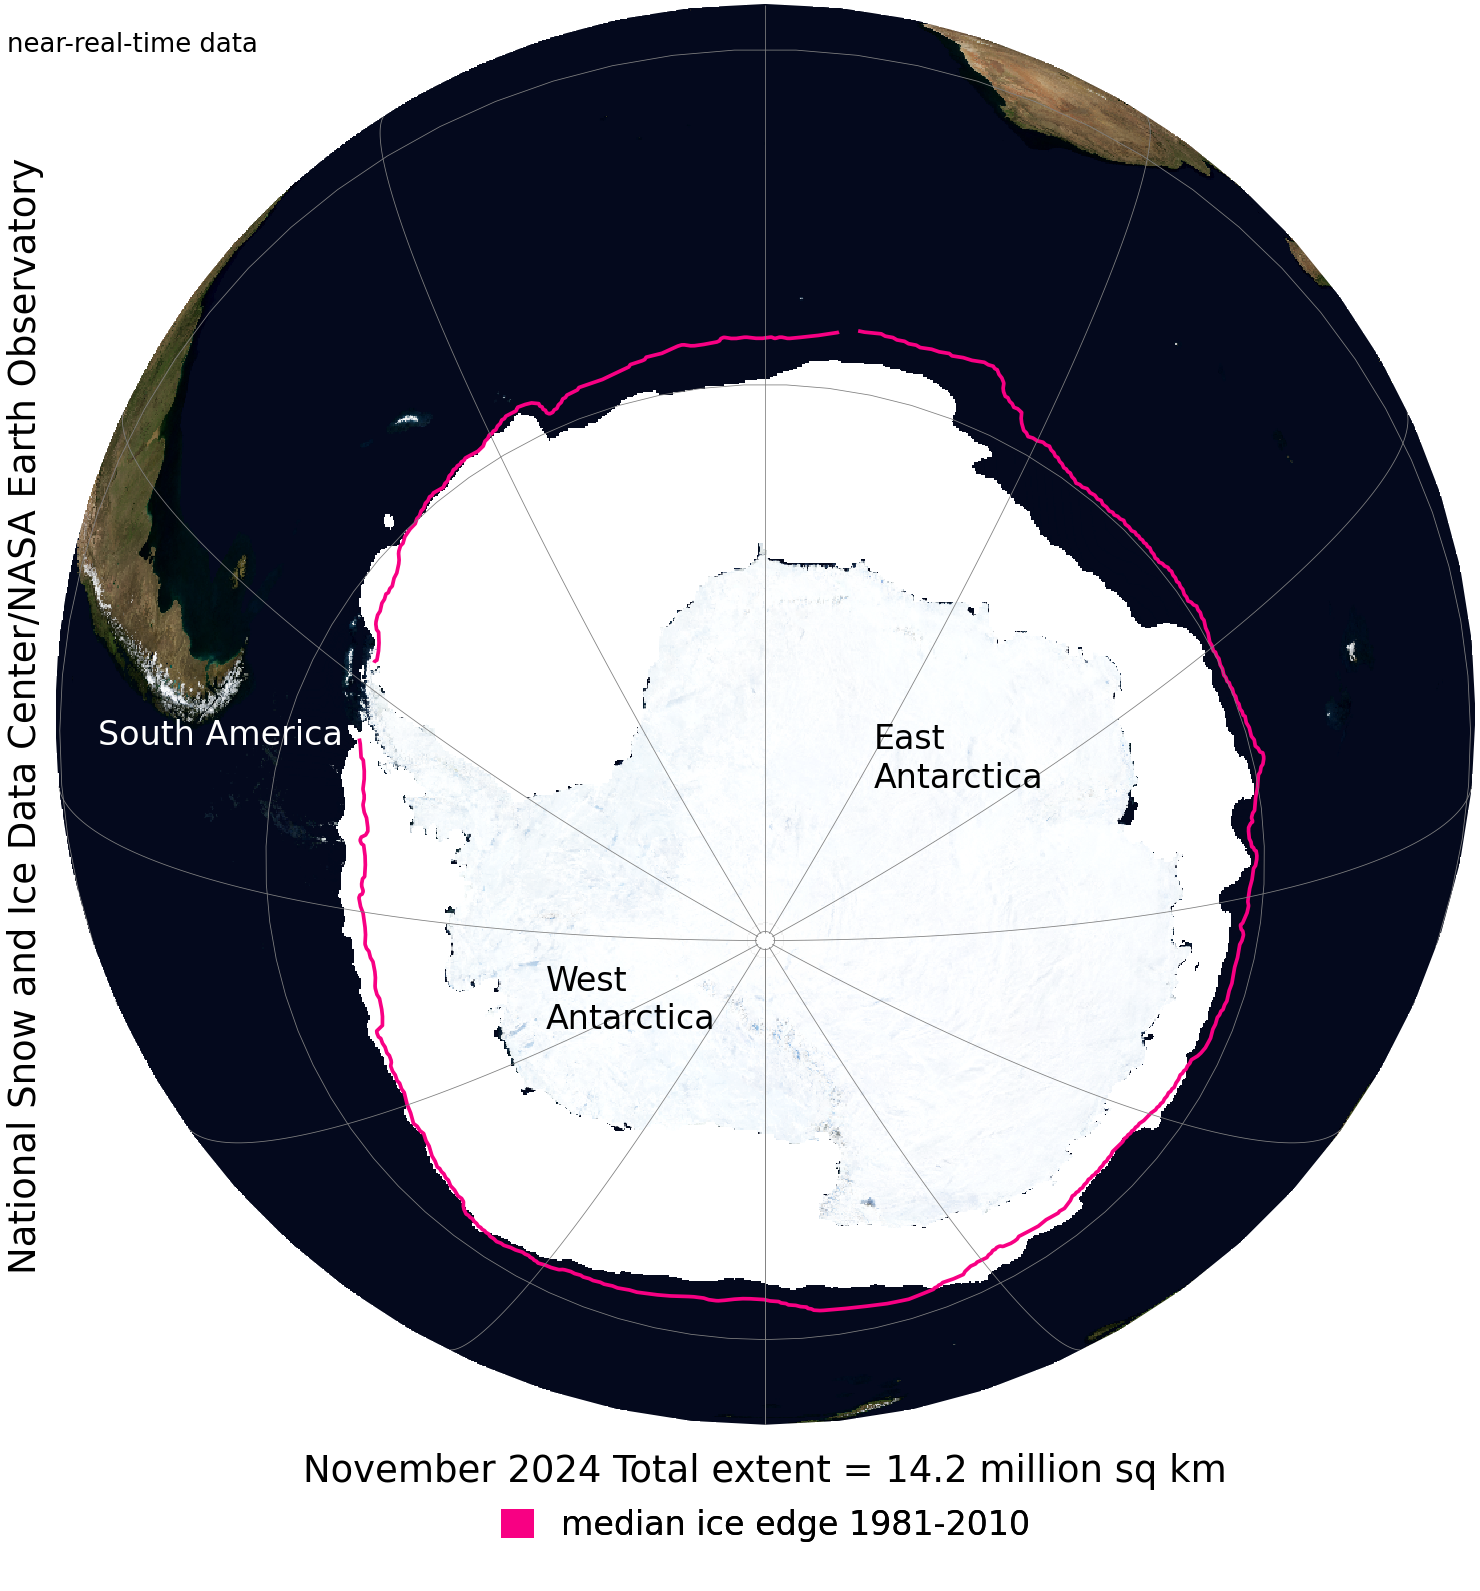 near-real-time data
National Snow and Ice Data Center/NASA Earth Observatory
South America
East
Antarctica
West
Antarctica
November 2024 Total extent = 14.2 million sq km
median ice edge 1981-2010